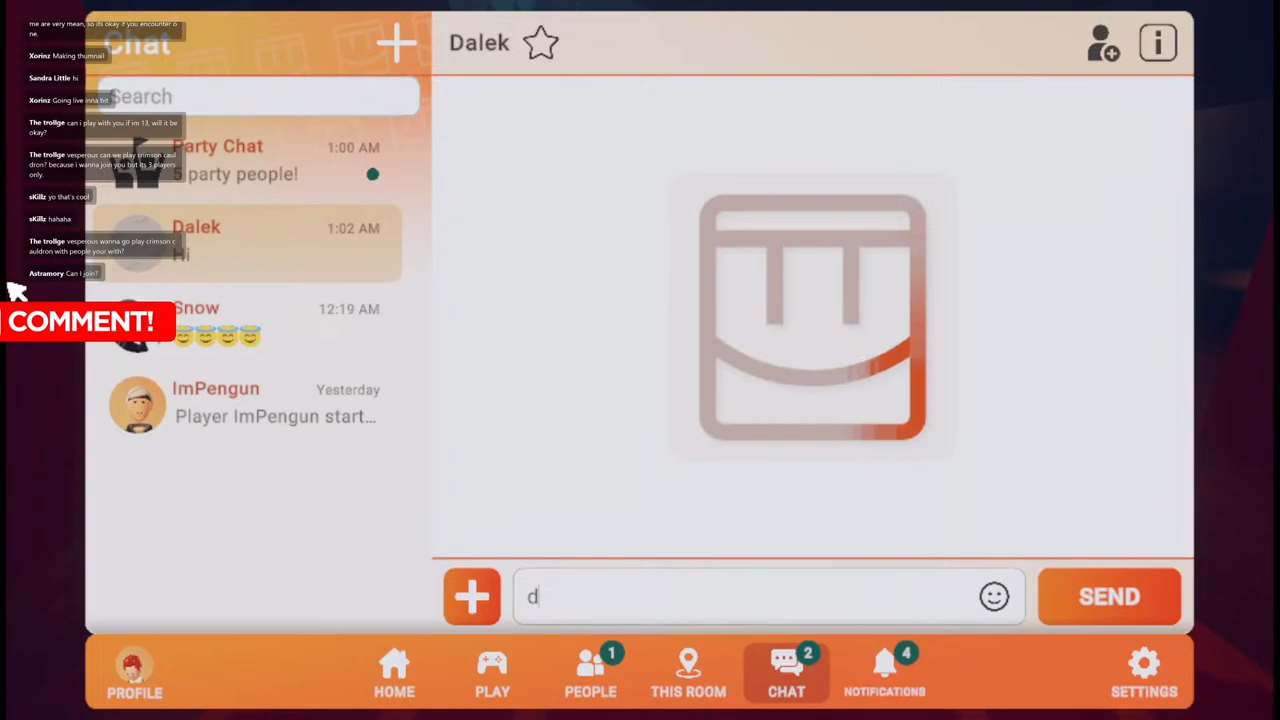 me are very mean, so its okay if you encounter o
ne.
Xorinz Making thumnail
Sandra Little hi
Xorinz Going live inna bit
The trollge can i play with you if im 13, will it be
okay?
The trollge vesperous can we play crimson caul
dron? because i wanna join you but its 3 players
only.
sKillz yo that's cool
sKillz hahaha
The trollge vesperous wanna go play crimson c
auldron with people your with?
Astramory Can I join?
COMMENT!
Chat
Search
Party Chat 1:00 AM
5 party people!
Dalek 1:02 AM
Hi
Snow 12:19 AM
ImPengun Yesterday
Player ImPengun start...
Dalek
d
SEND
PROFILE
HOME
PLAY
PEOPLE 1
THIS ROOM
CHAT 2
NOTIFICATIONS 4
SETTINGS